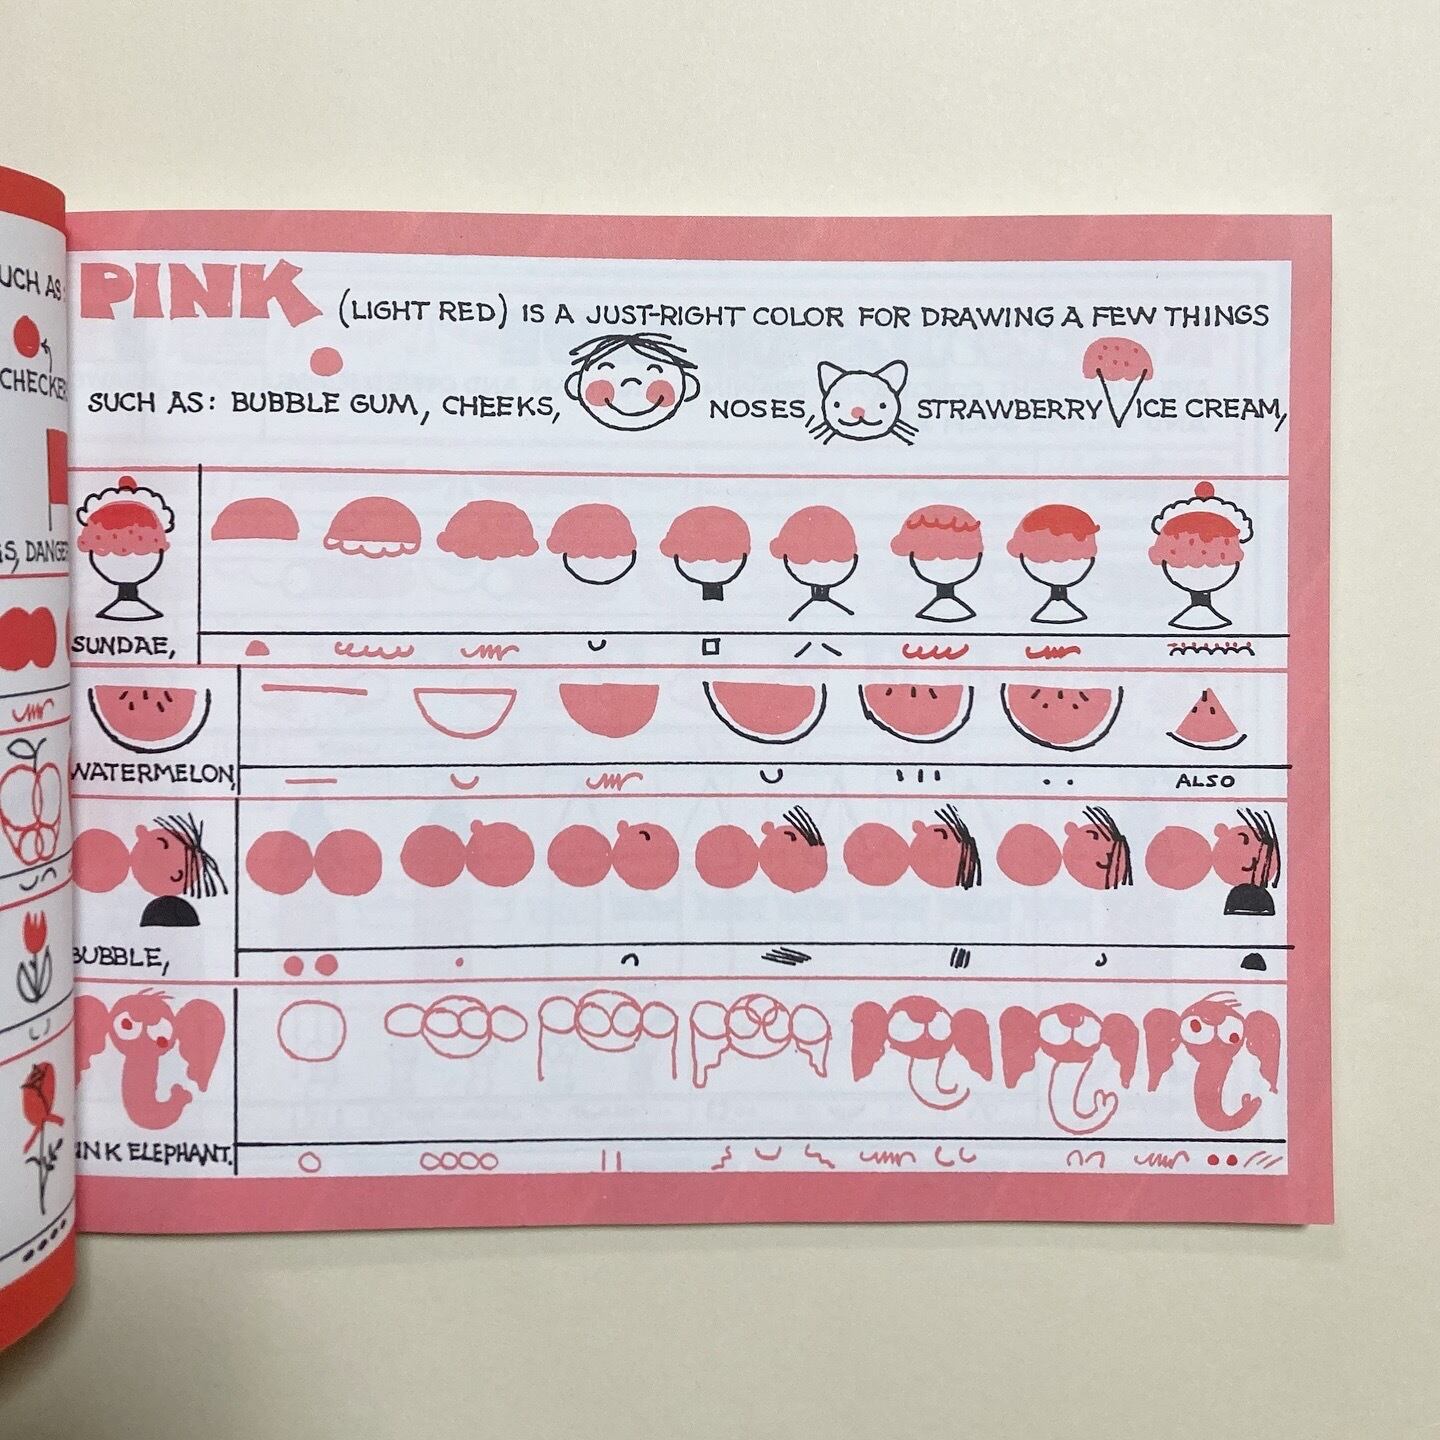 UCH AS:
CHECKER
S, DANGE
PINK (LIGHT RED) IS A JUST-RIGHT COLOR FOR DRAWING A FEW THINGS
SUCH AS: BUBBLE GUM, CHEEKS, NOSES, STRAWBERRY ICE CREAM,
SUNDAE,
WATERMELON,
ALSO
BUBBLE,
INK ELEPHANT.